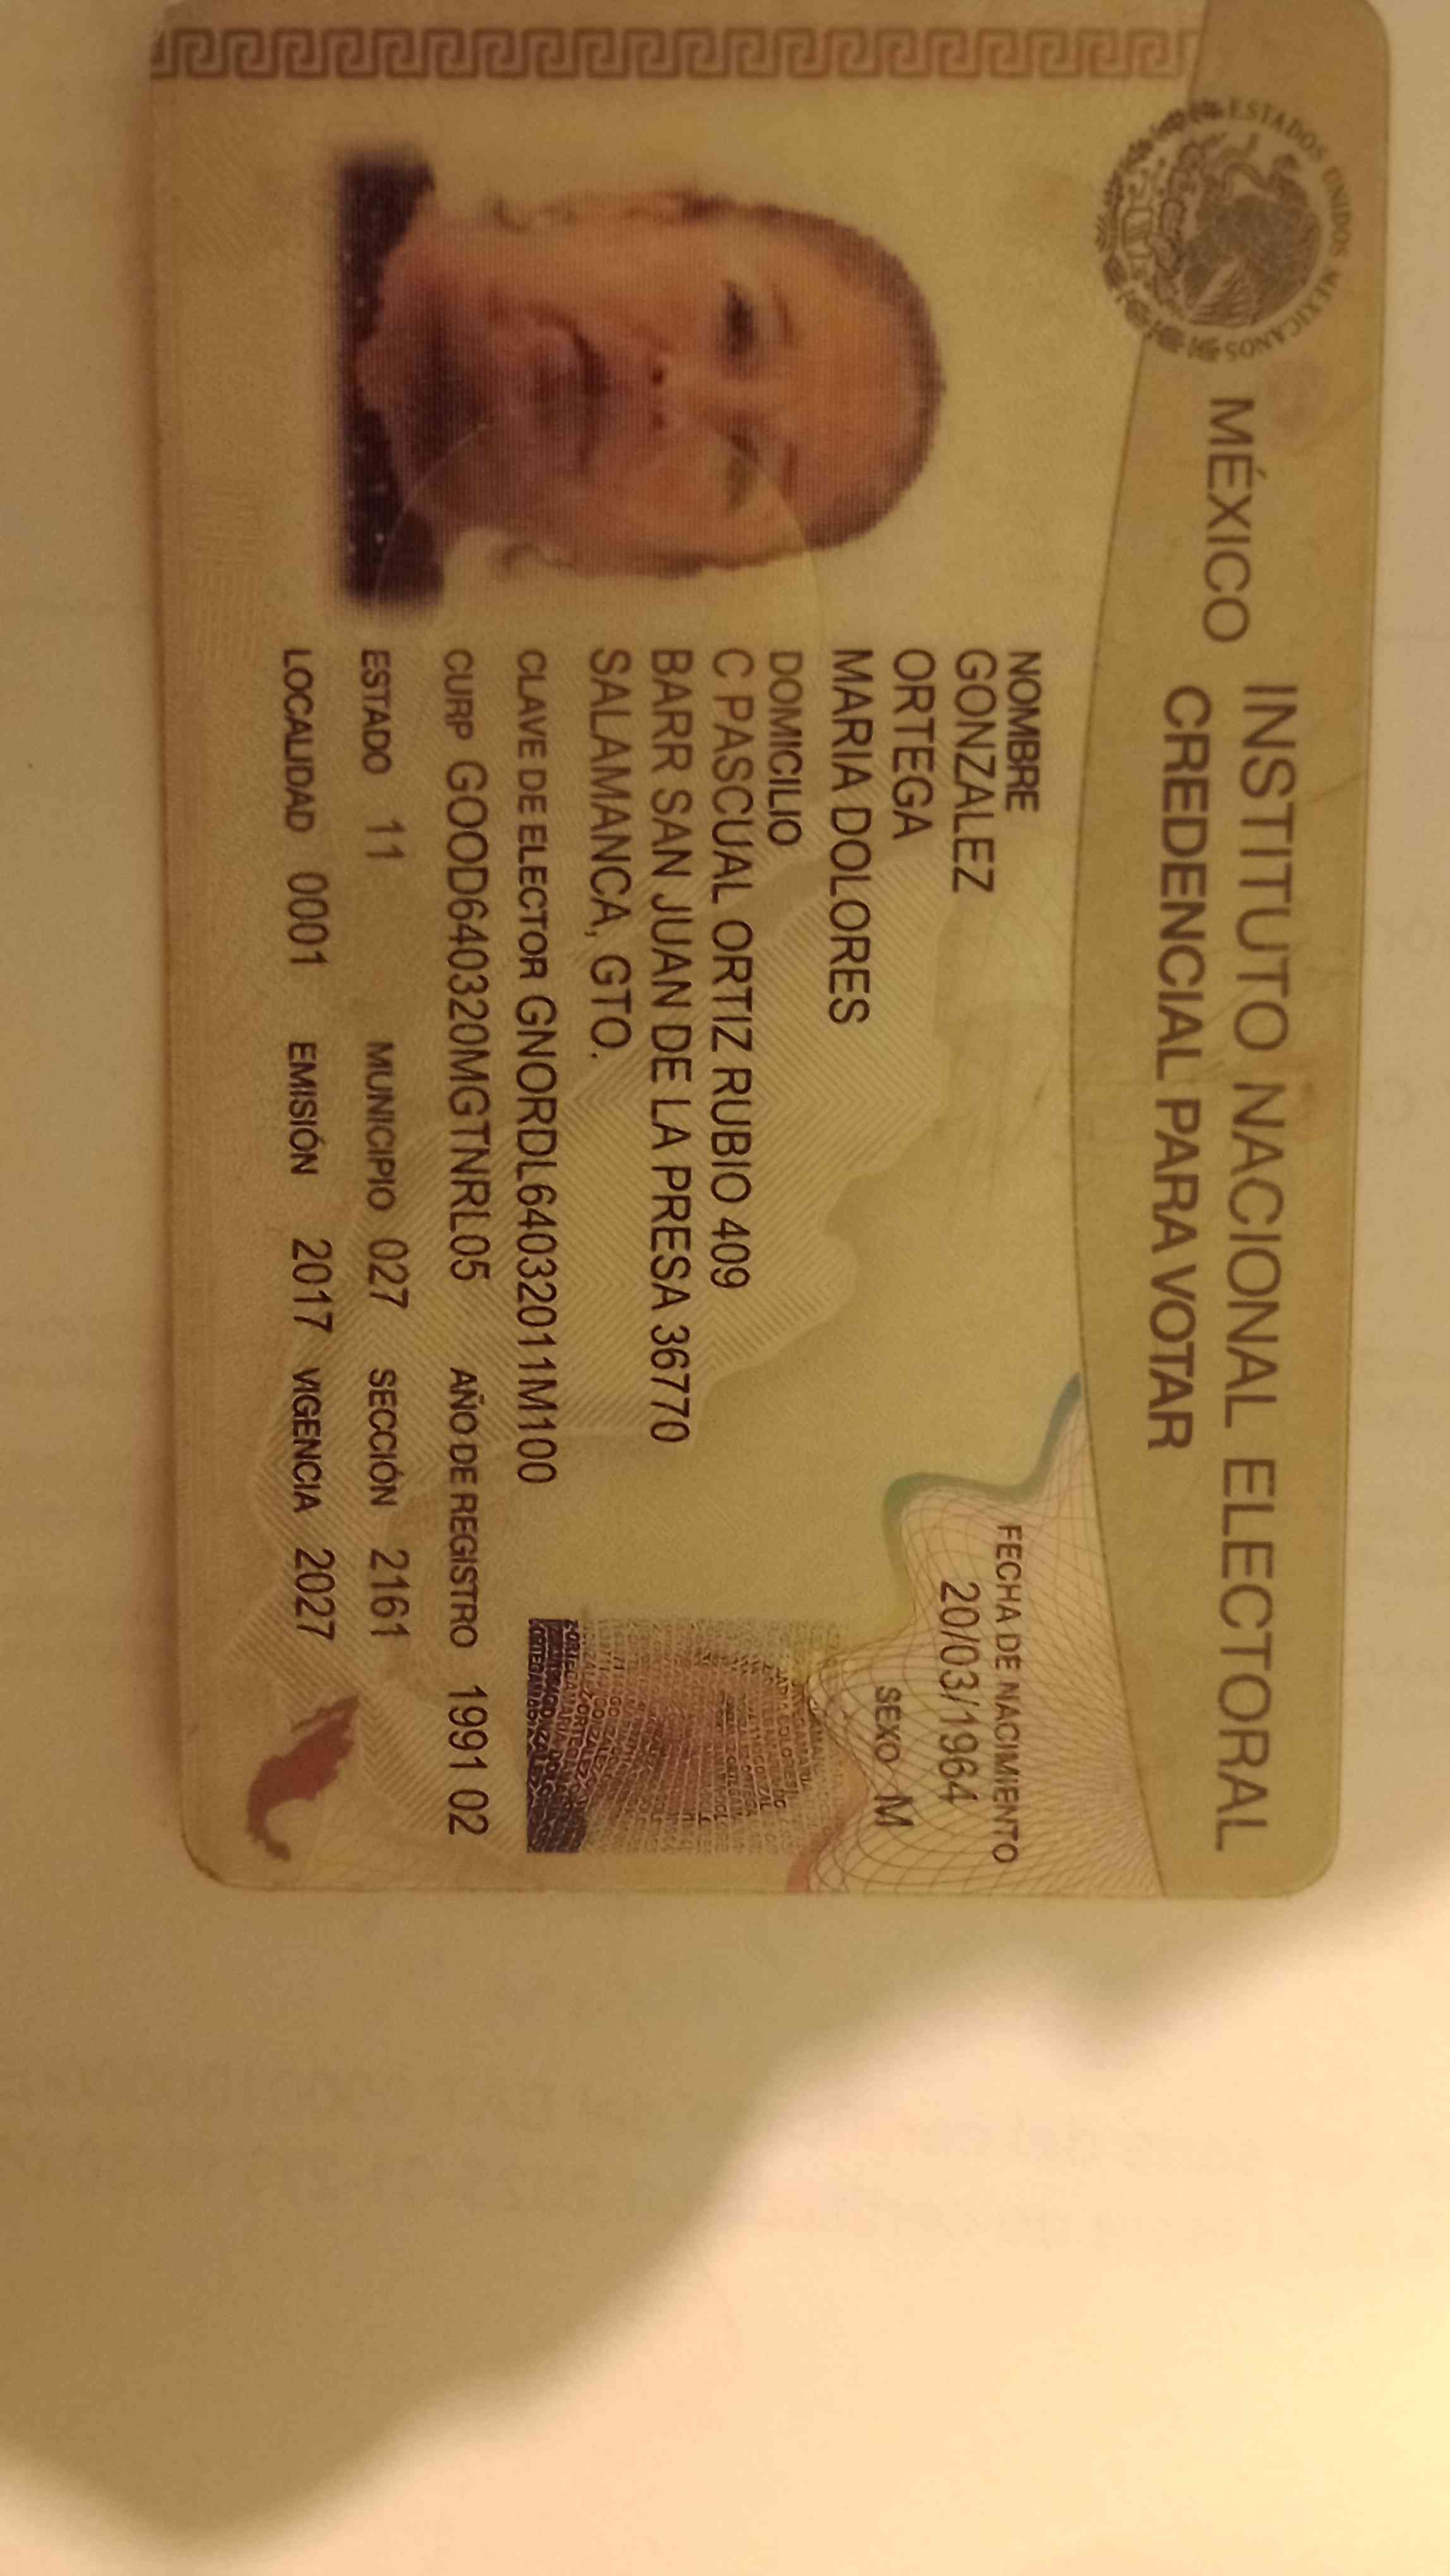 ESTADOS UNIDOS MEXICANOS
MÉXICO INSTITUTO NACIONAL ELECTORAL
CREDENCIAL PARA VOTAR
NOMBRE
GONZALEZ
ORTEGA
MARIA DOLORES
FECHA DE NACIMIENTO
20/03/1964
SEXO M
DOMICILIO
C PASCUAL ORTIZ RUBIO 409
BARR SAN JUAN DE LA PRESA 36770
SALAMANCA, GTO.
CLAVE DE ELECTOR GNORDL64032011M100
CURP GOOD640320MGTNRL05 AÑO DE REGISTRO 1991 02
ESTADO 11 MUNICIPIO 027 SECCIÓN 2161
LOCALIDAD 0001 EMISIÓN 2017 VIGENCIA 2027